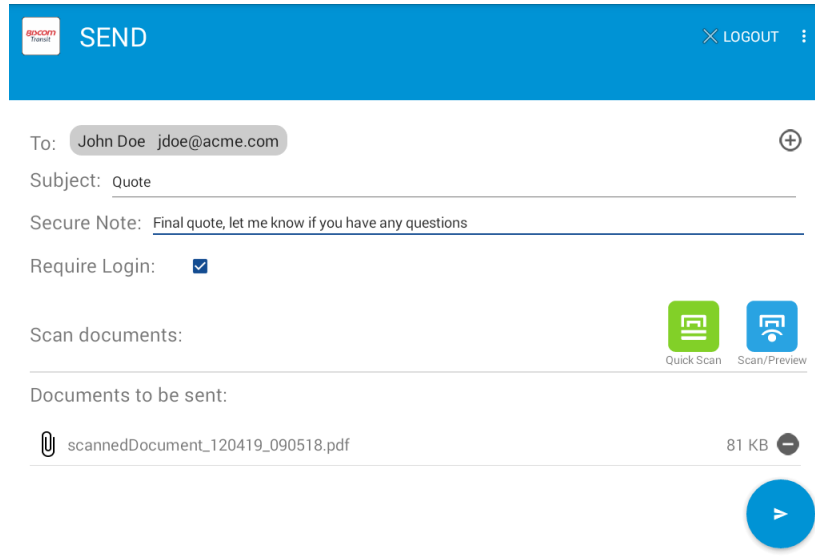 Transit
SEND
LOGOUT
To: John Doe jdoe@acme.com
Subject: Quote
Secure Note: Final quote, let me know if you have any questions
Require Login:
Scan documents:
Quick Scan Scan/Preview
Documents to be sent:
scannedDocument_120419_090518.pdf 81 KB